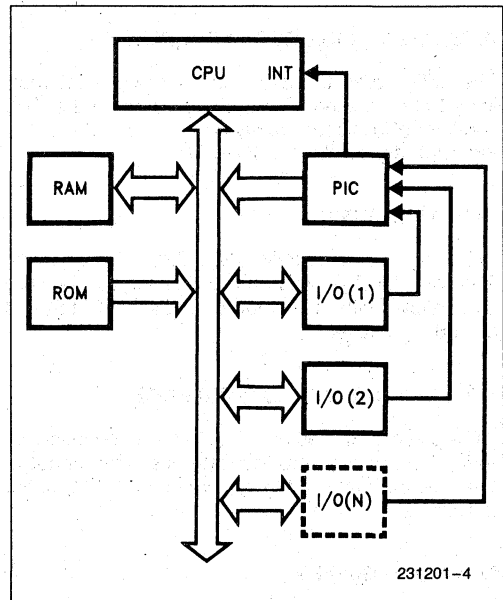 CPU INT
RAM
PIC
ROM
I/O(1)
I/O(2)
I/O(N)
231201-4